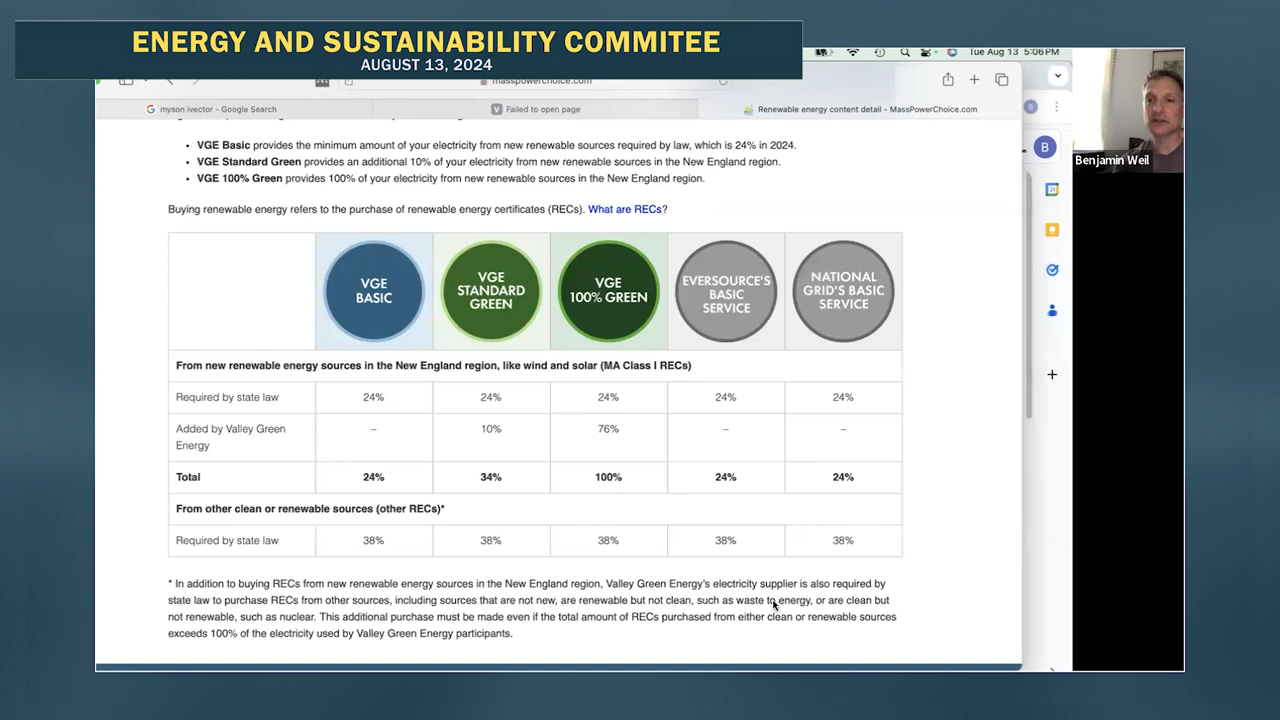 ENERGY AND SUSTAINABILITY COMMITEE
AUGUST 13, 2024
Tue Aug 13 5:06 PM
masspowerchoice.com
myson ivector - Google Search
Failed to open page
Renewable energy content detail - MassPowerChoice.com
B
B
Benjamin Weil
• VGE Basic provides the minimum amount of your electricity from new renewable sources required by law, which is 24% in 2024.
• VGE Standard Green provides an additional 10% of your electricity from new renewable sources in the New England region.
• VGE 100% Green provides 100% of your electricity from new renewable sources in the New England region.
Buying renewable energy refers to the purchase of renewable energy certificates (RECs). What are RECs?
VGE BASIC
VGE STANDARD GREEN
VGE 100% GREEN
EVERSOURCE'S BASIC SERVICE
NATIONAL GRID'S BASIC SERVICE
From new renewable energy sources in the New England region, like wind and solar (MA Class I RECs)
Required by state law 24% 24% 24% 24% 24%
Added by Valley Green Energy – 10% 76% – –
Total 24% 34% 100% 24% 24%
From other clean or renewable sources (other RECs)*
Required by state law 38% 38% 38% 38% 38%
* In addition to buying RECs from new renewable energy sources in the New England region, Valley Green Energy's electricity supplier is also required by
state law to purchase RECs from other sources, including sources that are not new, are renewable but not clean, such as waste to energy, or are clean but
not renewable, such as nuclear. This additional purchase must be made even if the total amount of RECs purchased from either clean or renewable sources
exceeds 100% of the electricity used by Valley Green Energy participants.